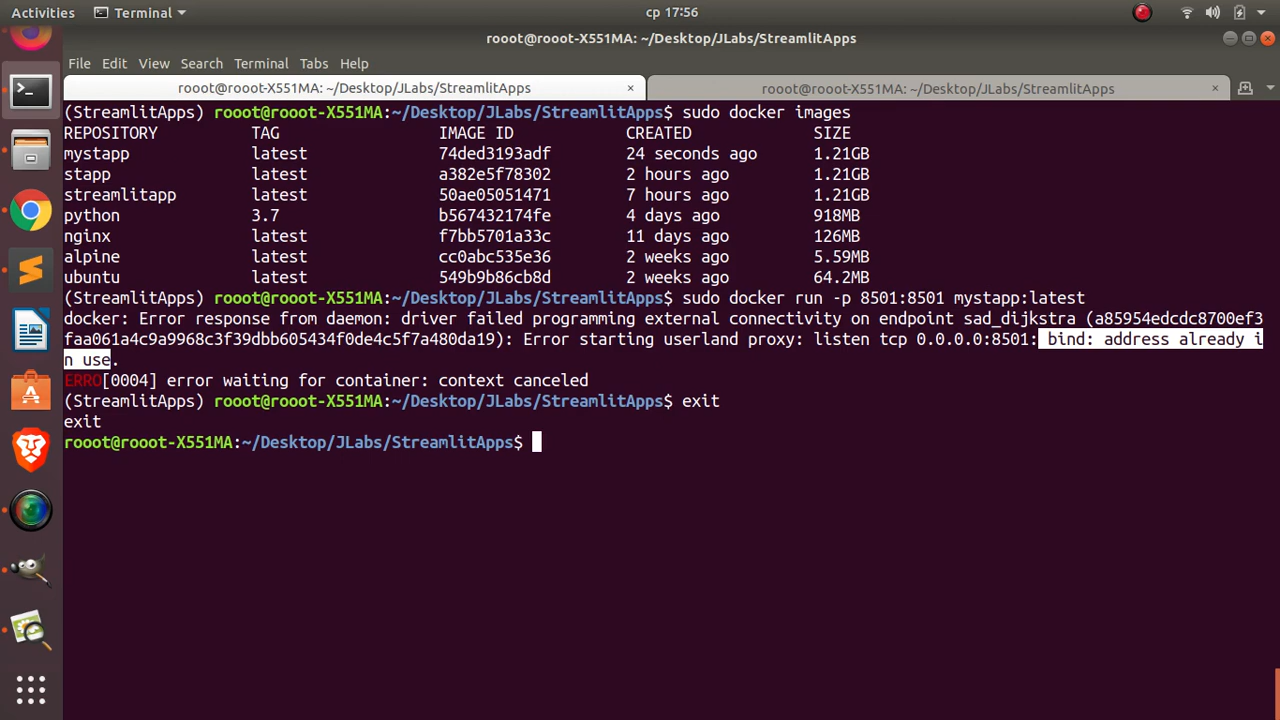 Activities Terminal ср 17:56
rooot@rooot-X551MA: ~/Desktop/JLabs/StreamlitApps
File Edit View Search Terminal Tabs Help
rooot@rooot-X551MA: ~/Desktop/JLabs/StreamlitApps × rooot@rooot-X551MA: ~/Desktop/JLabs/StreamlitApps ×
(StreamlitApps) rooot@rooot-X551MA:~/Desktop/JLabs/StreamlitApps$ sudo docker images
REPOSITORY TAG IMAGE ID CREATED SIZE
mystapp latest 74ded3193adf 24 seconds ago 1.21GB
stapp latest a382e5f78302 2 hours ago 1.21GB
streamlitapp latest 50ae05051471 7 hours ago 1.21GB
python 3.7 b567432174fe 4 days ago 918MB
nginx latest f7bb5701a33c 11 days ago 126MB
alpine latest cc0abc535e36 2 weeks ago 5.59MB
ubuntu latest 549b9b86cb8d 2 weeks ago 64.2MB
(StreamlitApps) rooot@rooot-X551MA:~/Desktop/JLabs/StreamlitApps$ sudo docker run -p 8501:8501 mystapp:latest
docker: Error response from daemon: driver failed programming external connectivity on endpoint sad_dijkstra (a85954edcdc8700ef3
faa061a4c9a9968c3f39dbb605434f0de4c5f7a480da19): Error starting userland proxy: listen tcp 0.0.0.0:8501: bind: address already i
n use.
ERRO[0004] error waiting for container: context canceled
(StreamlitApps) rooot@rooot-X551MA:~/Desktop/JLabs/StreamlitApps$ exit
exit
rooot@rooot-X551MA:~/Desktop/JLabs/StreamlitApps$